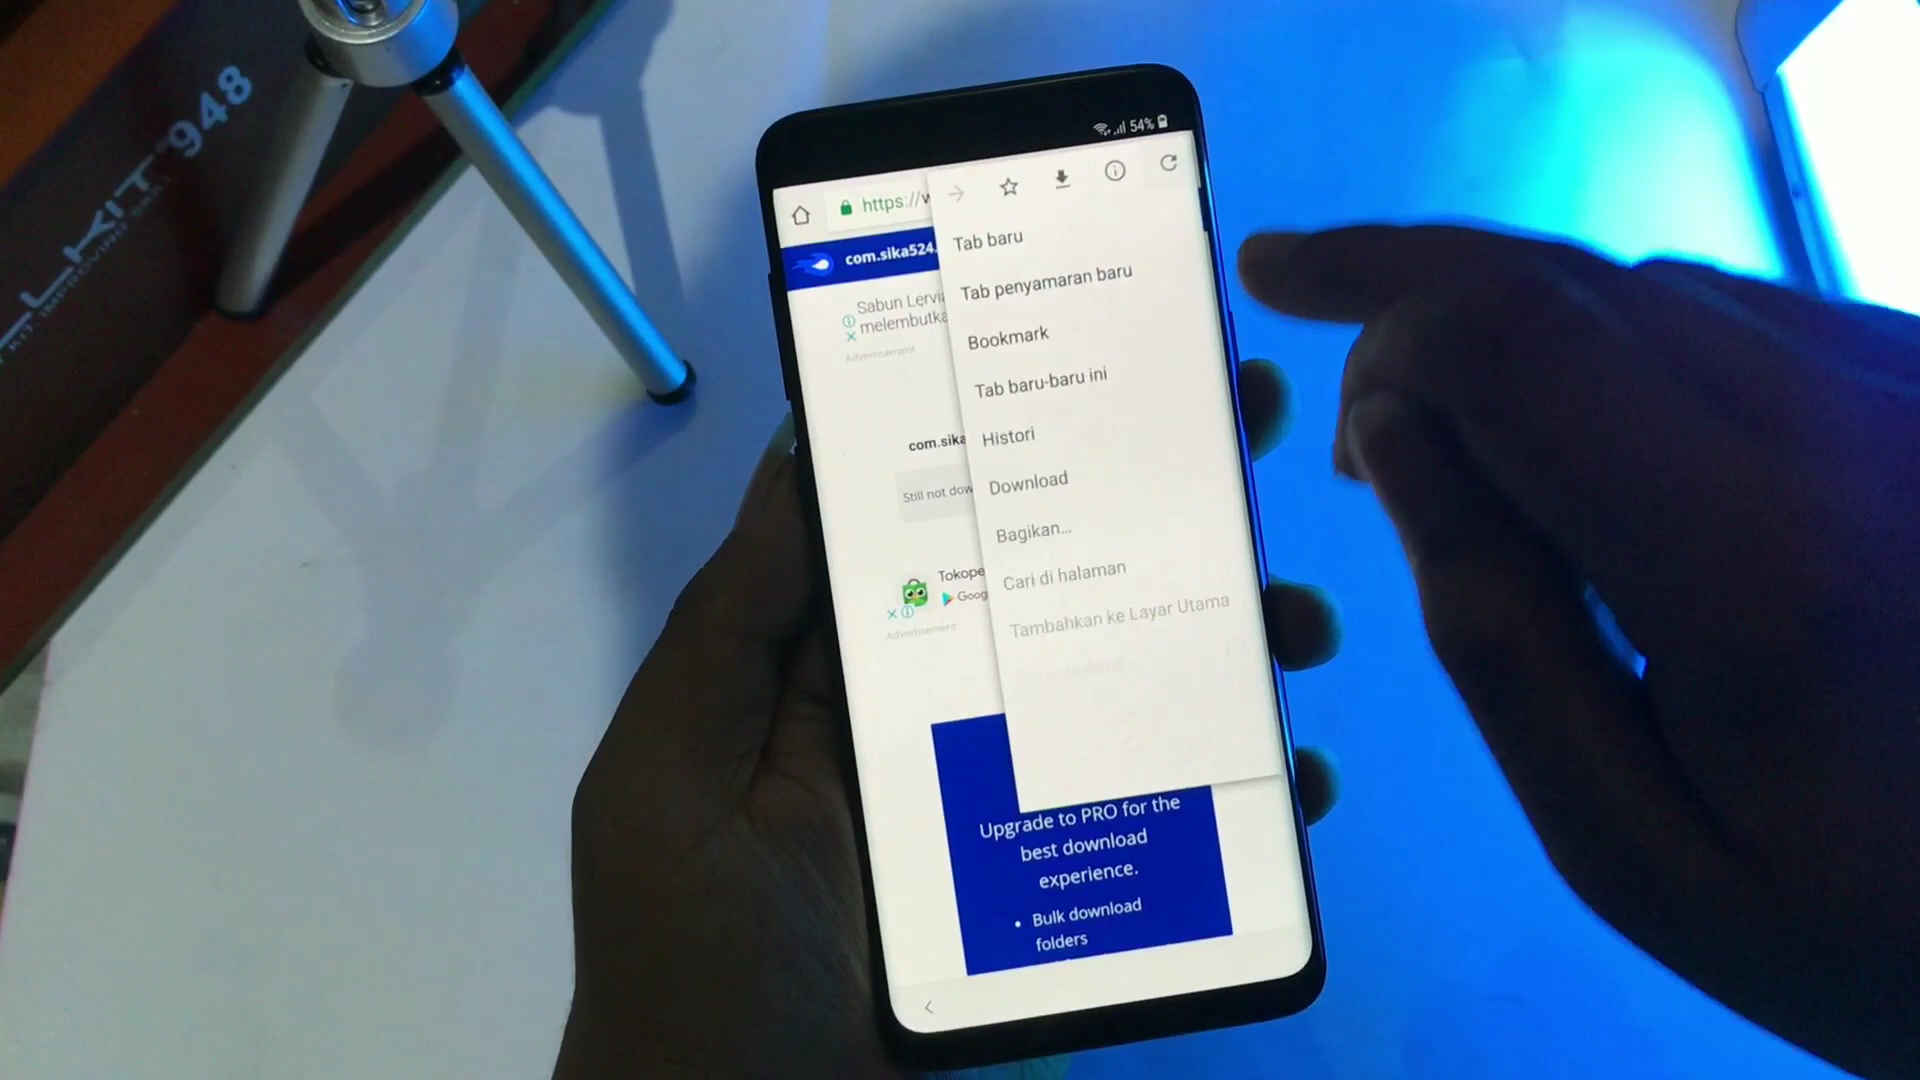 948
54%
https://w
com.sika524.
Sabun Lervia
melembutka
Advertisement
com.sika
Still not dow
Tokope
Goog
Advertisement
Tab baru
Tab penyamaran baru
Bookmark
Tab baru-baru ini
Histori
Download
Bagikan...
Cari di halaman
Tambahkan ke Layar Utama
Upgrade to PRO for the
best download
experience.
• Bulk download
folders